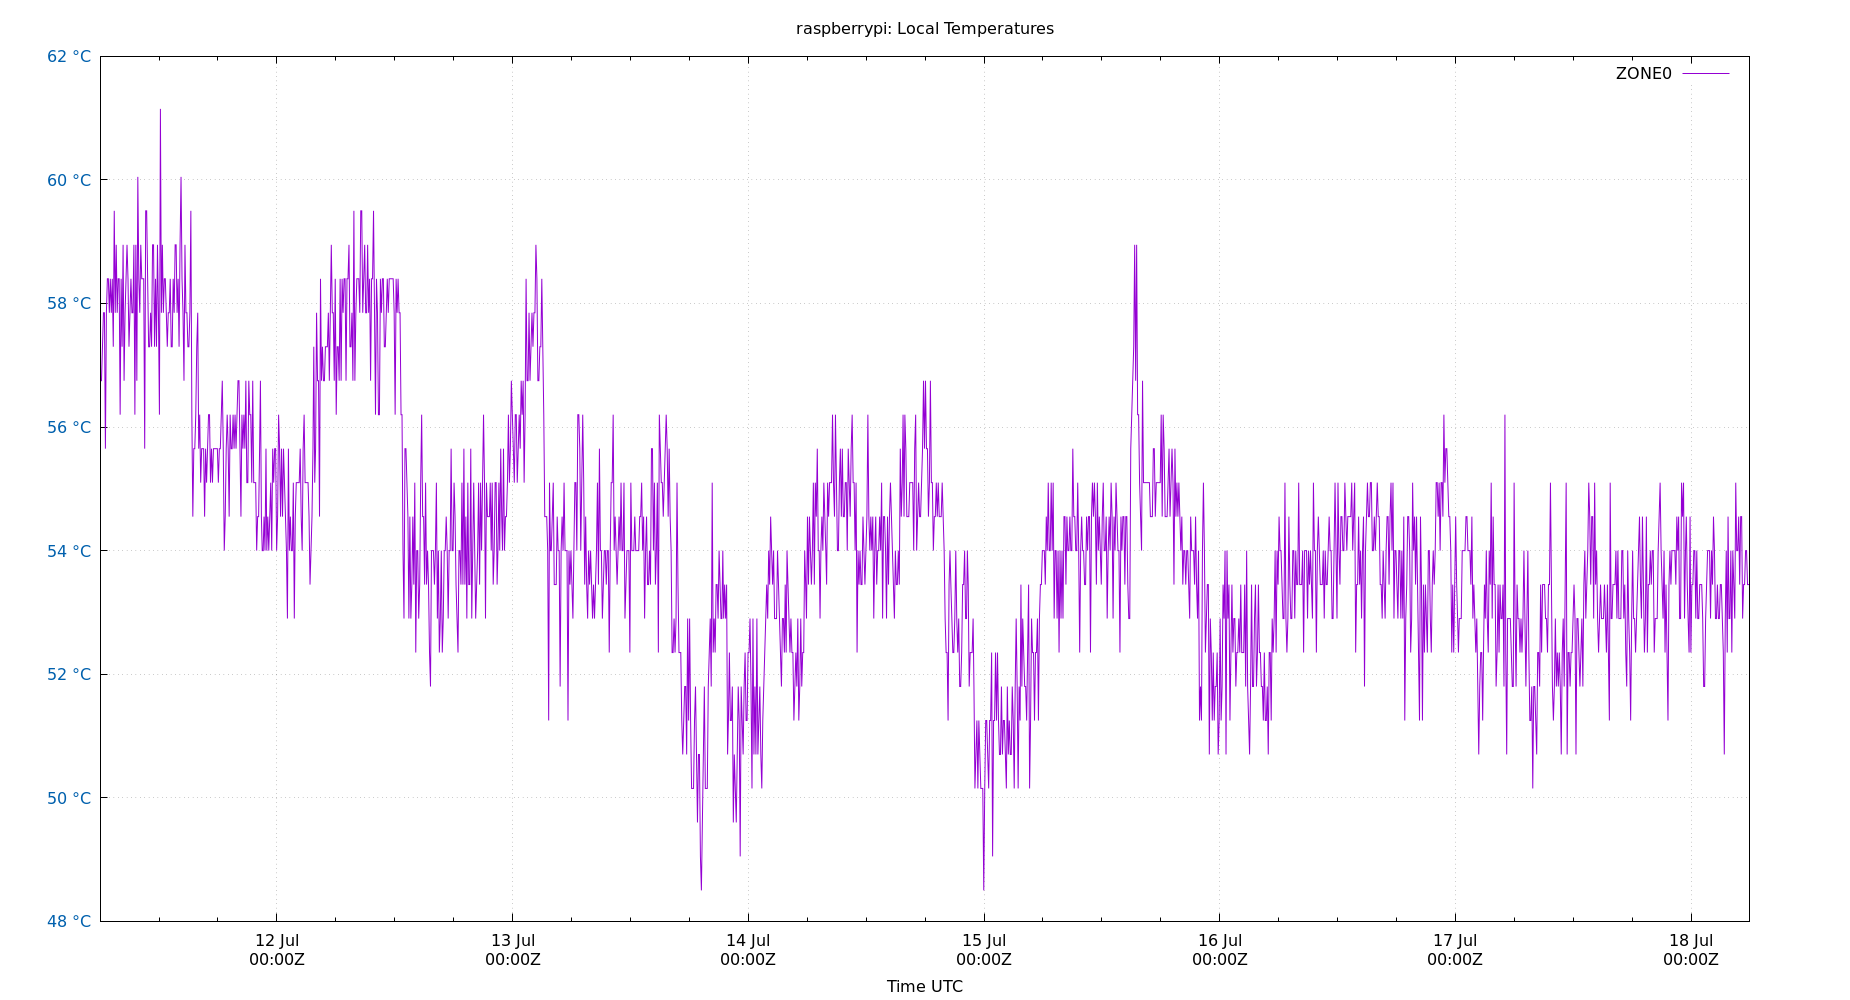 raspberrypi: Local Temperatures
62 °C
ZONE0
60 °C
58 °C
56 °C
54 °C
52 °C
50 °C
48 °C
12 Jul 13 Jul 14 Jul 15 Jul 16 Jul 17 Jul 18 Jul
00:00Z 00:00Z 00:00Z 00:00Z 00:00Z 00:00Z 00:00Z
Time UTC